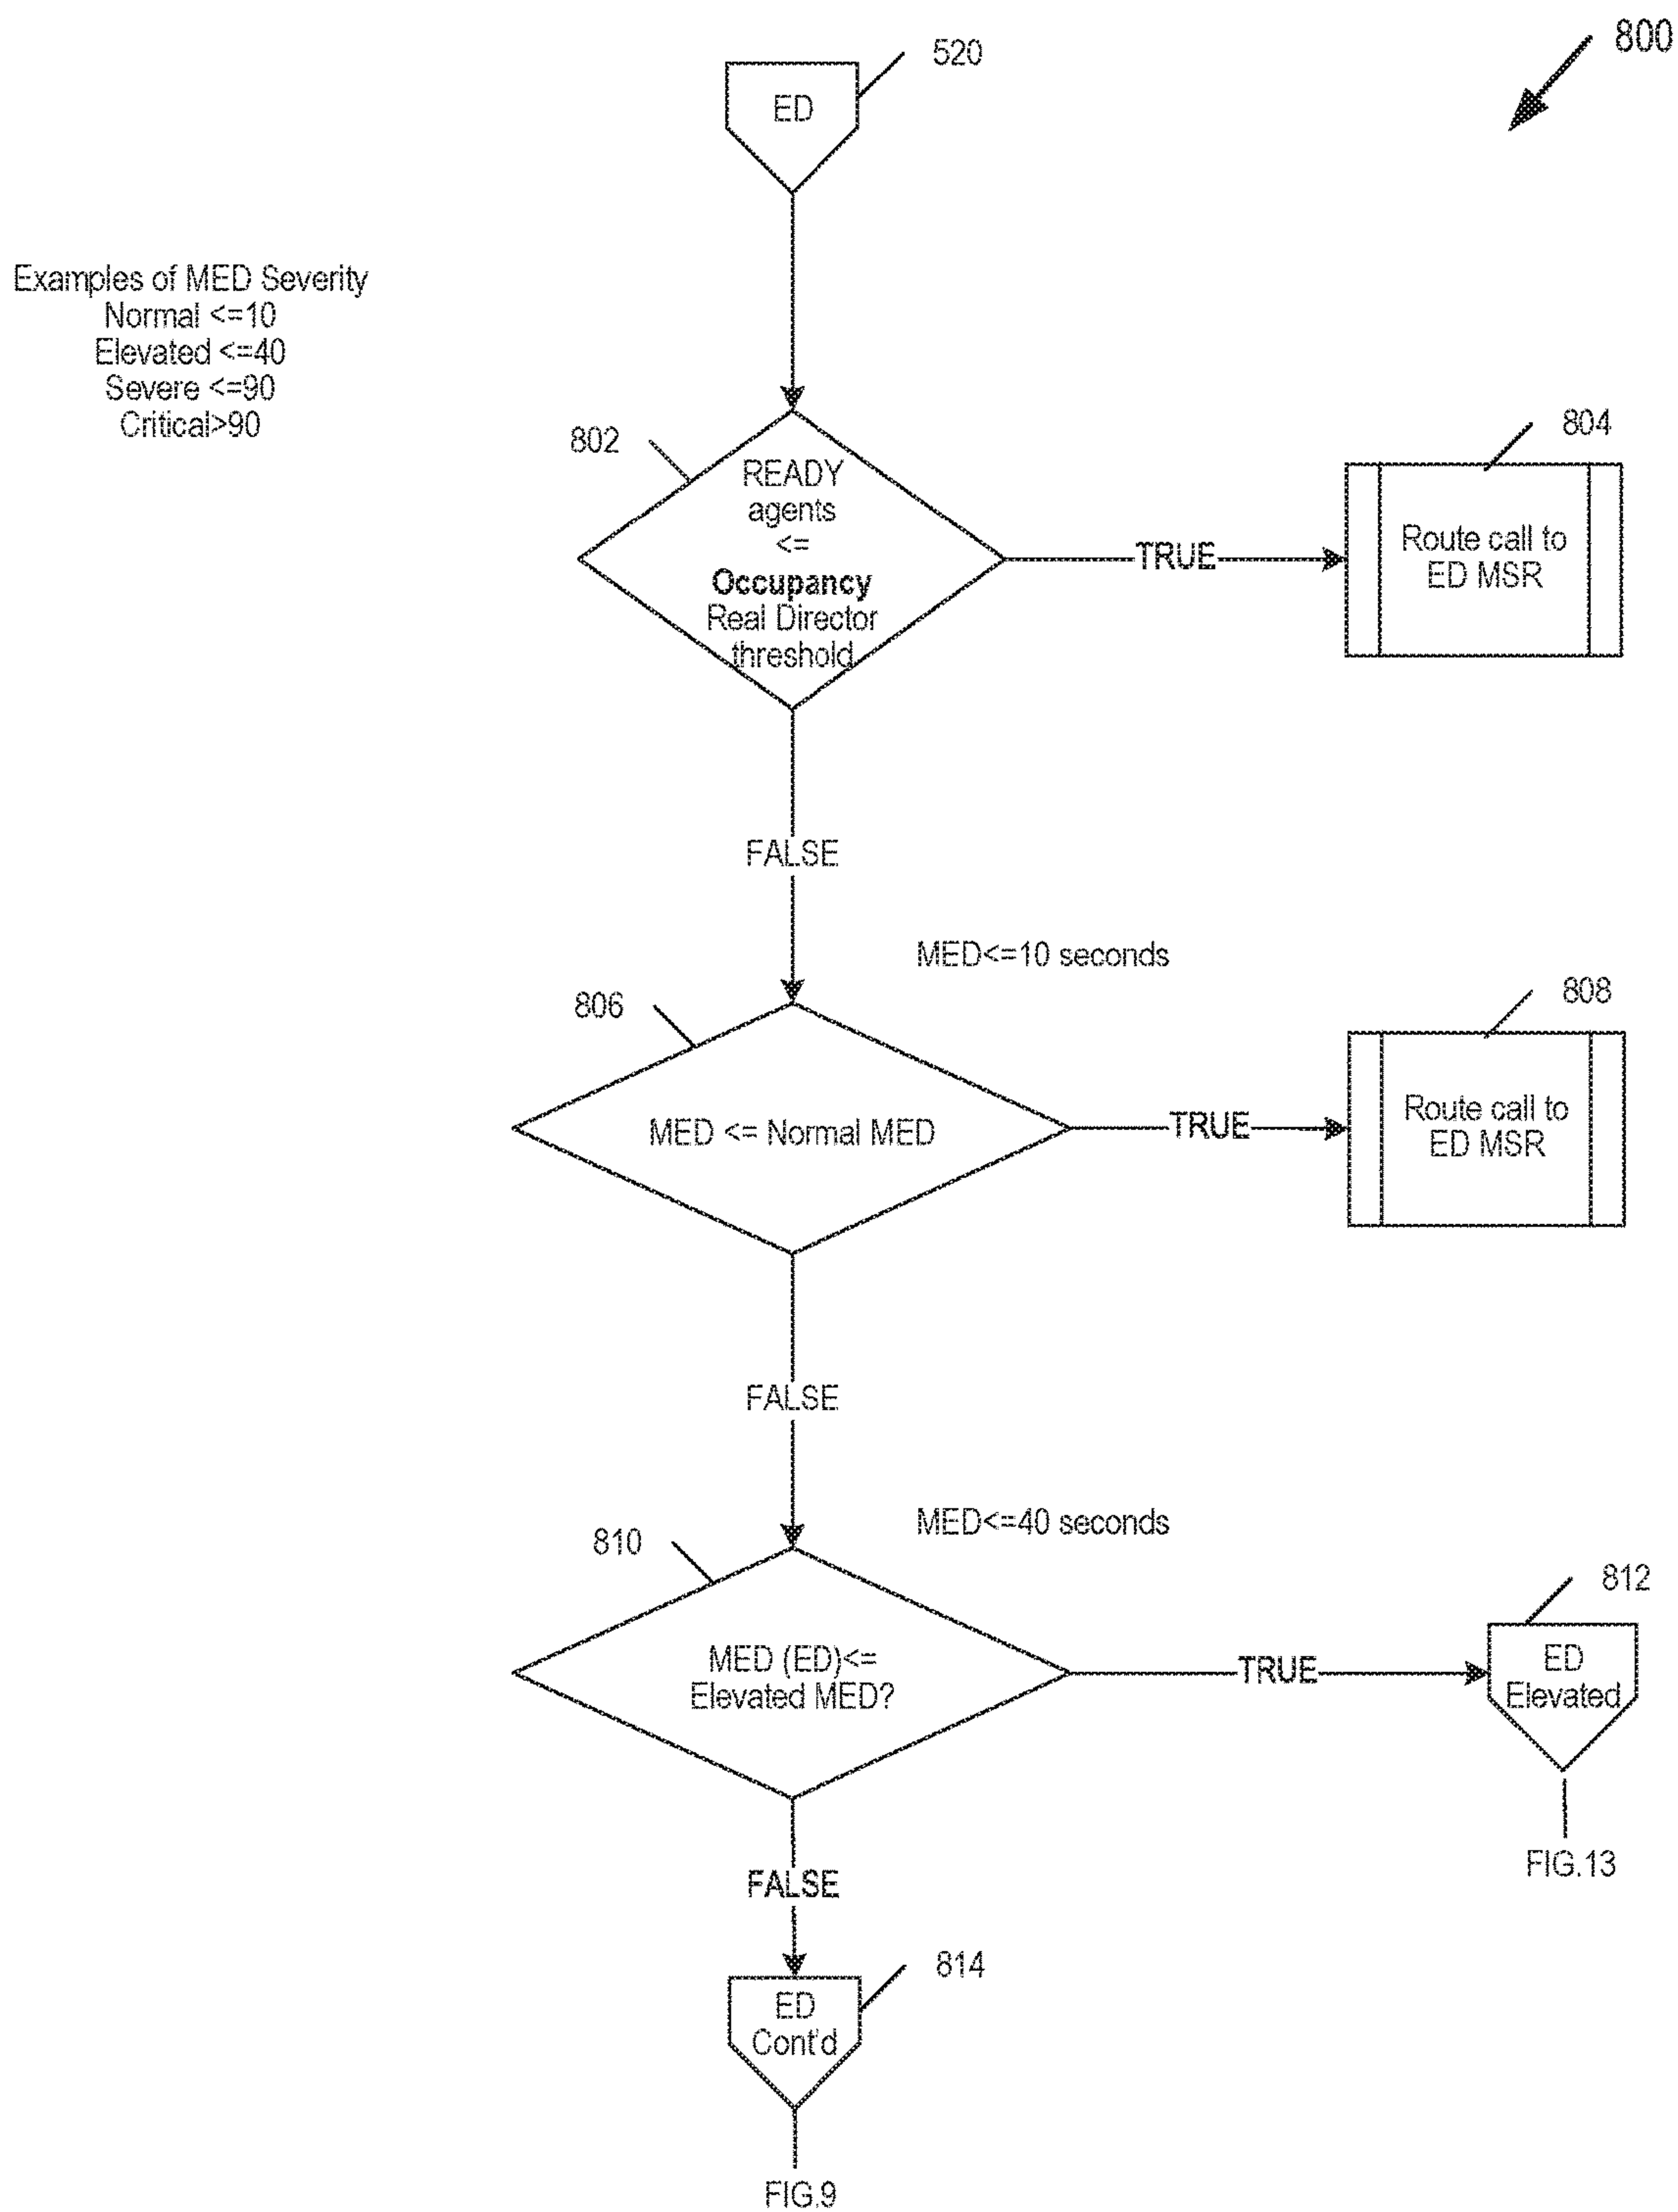 800
520
ED
Examples of MED Severity
Normal <=10
Elevated <=40
Severe <=90
Critical>90
802
READY
agents
<=
Occupancy
Real Director
threshold
TRUE
804
Route call to
ED MSR
FALSE
MED<=10 seconds
806
MED <= Normal MED
TRUE
808
Route call to
ED MSR
FALSE
MED<=40 seconds
810
MED (ED)<=
Elevated MED?
TRUE
812
ED
Elevated
FIG.13
FALSE
814
ED
Cont'd
FIG.9